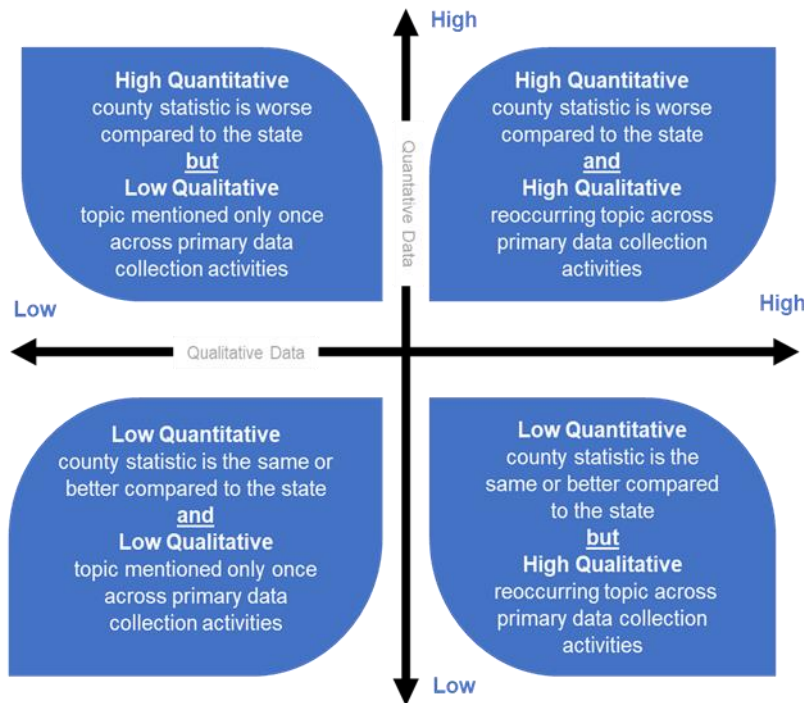 High
High Quantitative
county statistic is worse
compared to the state
but
Low Qualitative
topic mentioned only once
across primary data
collection activities
Quantative Data
High Quantitative
county statistic is worse
compared to the state
and
High Qualitative
reoccurring topic across
primary data collection
activities
Low
High
Qualitative Data
Low Quantitative
county statistic is the same or
better compared to the state
and
Low Qualitative
topic mentioned only once
across primary data
collection activities
Low Quantitative
county statistic is the
same or better compared
to the state
but
High Qualitative
reoccurring topic across
primary data collection
activities
Low